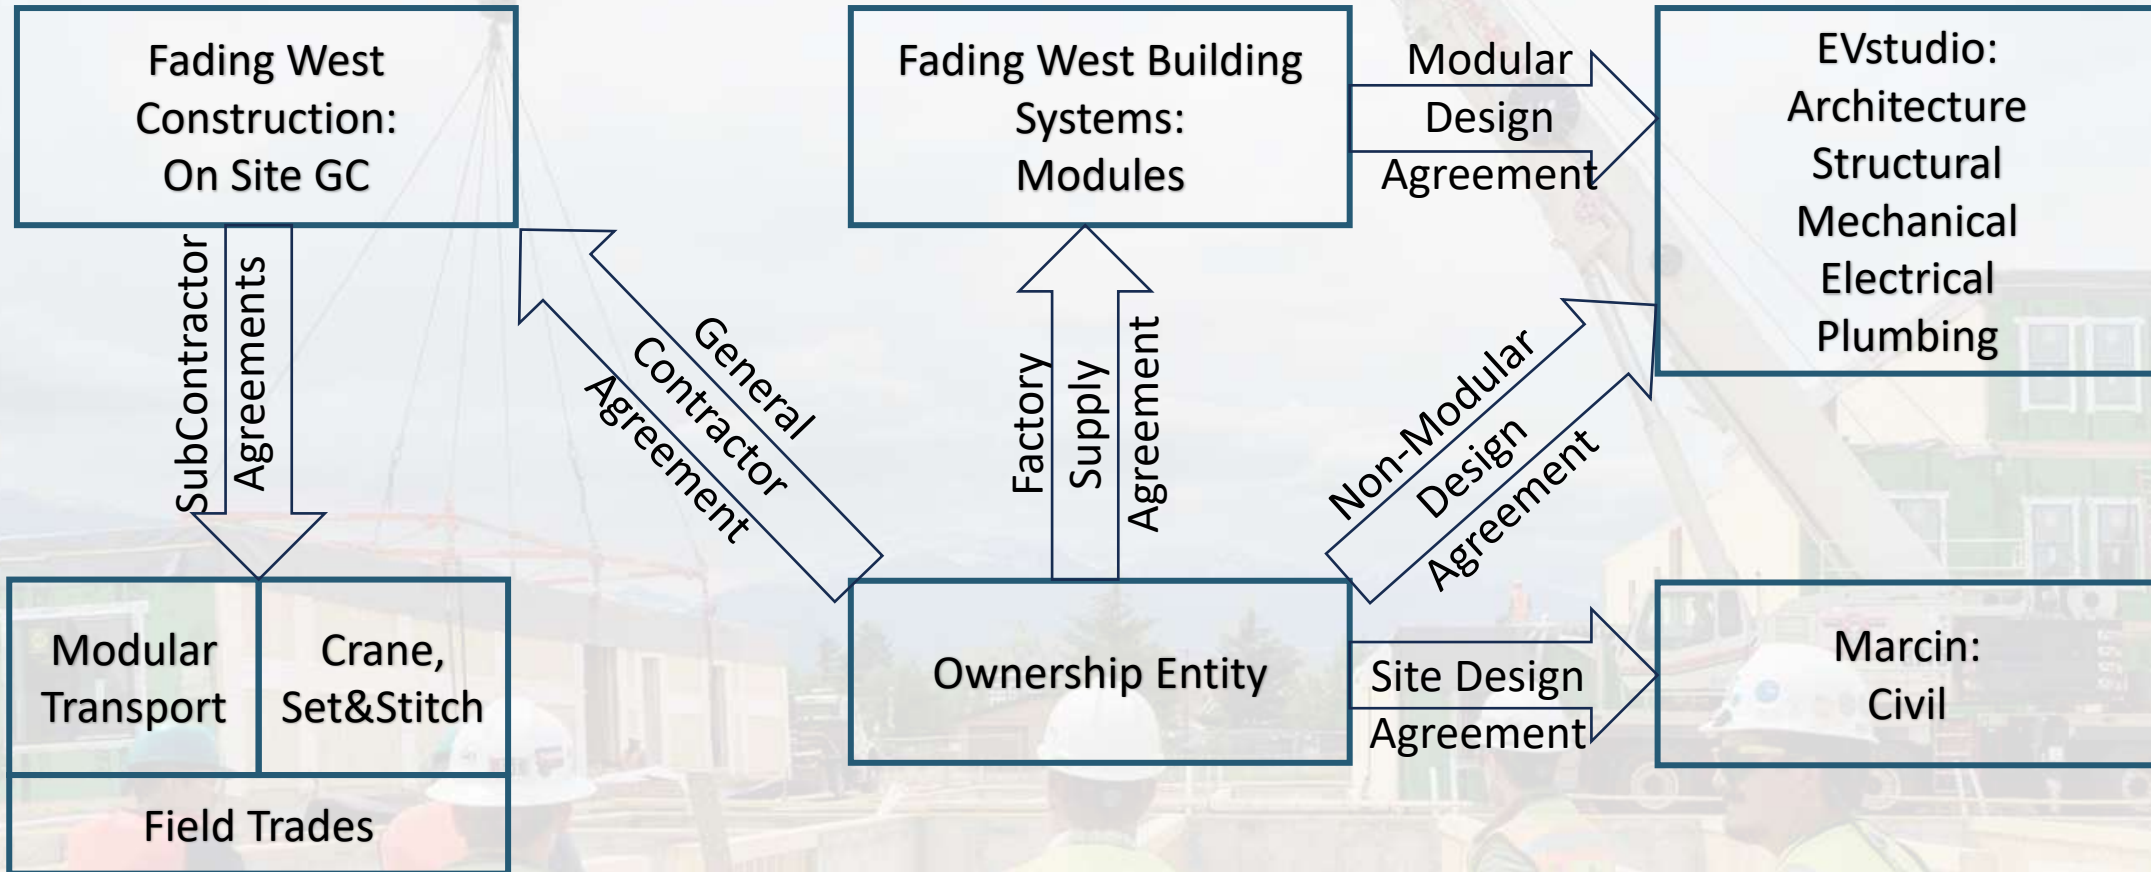 Fading West
Construction:
On Site GC
Fading West Building
Systems:
Modules
Modular
Design
Agreement
EVstudio:
Architecture
Structural
Mechanical
Electrical
Plumbing
SubContractor
Agreements
General
Contractor
Agreement
Factory
Supply
Agreement
Non-Modular
Design
Agreement
Modular
Transport
Crane,
Set&Stitch
Field Trades
Ownership Entity
Site Design
Agreement
Marcin:
Civil